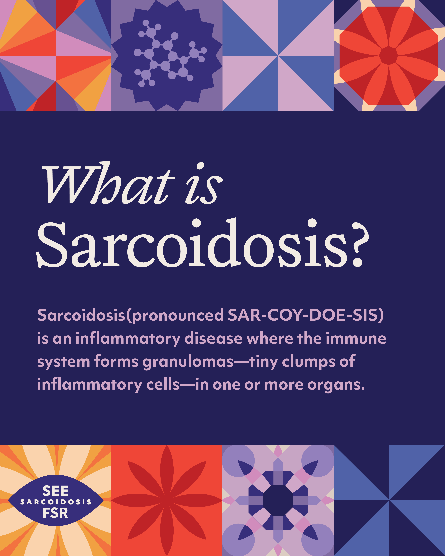 What is
Sarcoidosis?
Sarcoidosis(pronounced SAR-COY-DOE-SIS)
is an inflammatory disease where the immune
system forms granulomas—tiny clumps of
inflammatory cells—in one or more organs.
SEE
SARCOIDOSIS
FSR